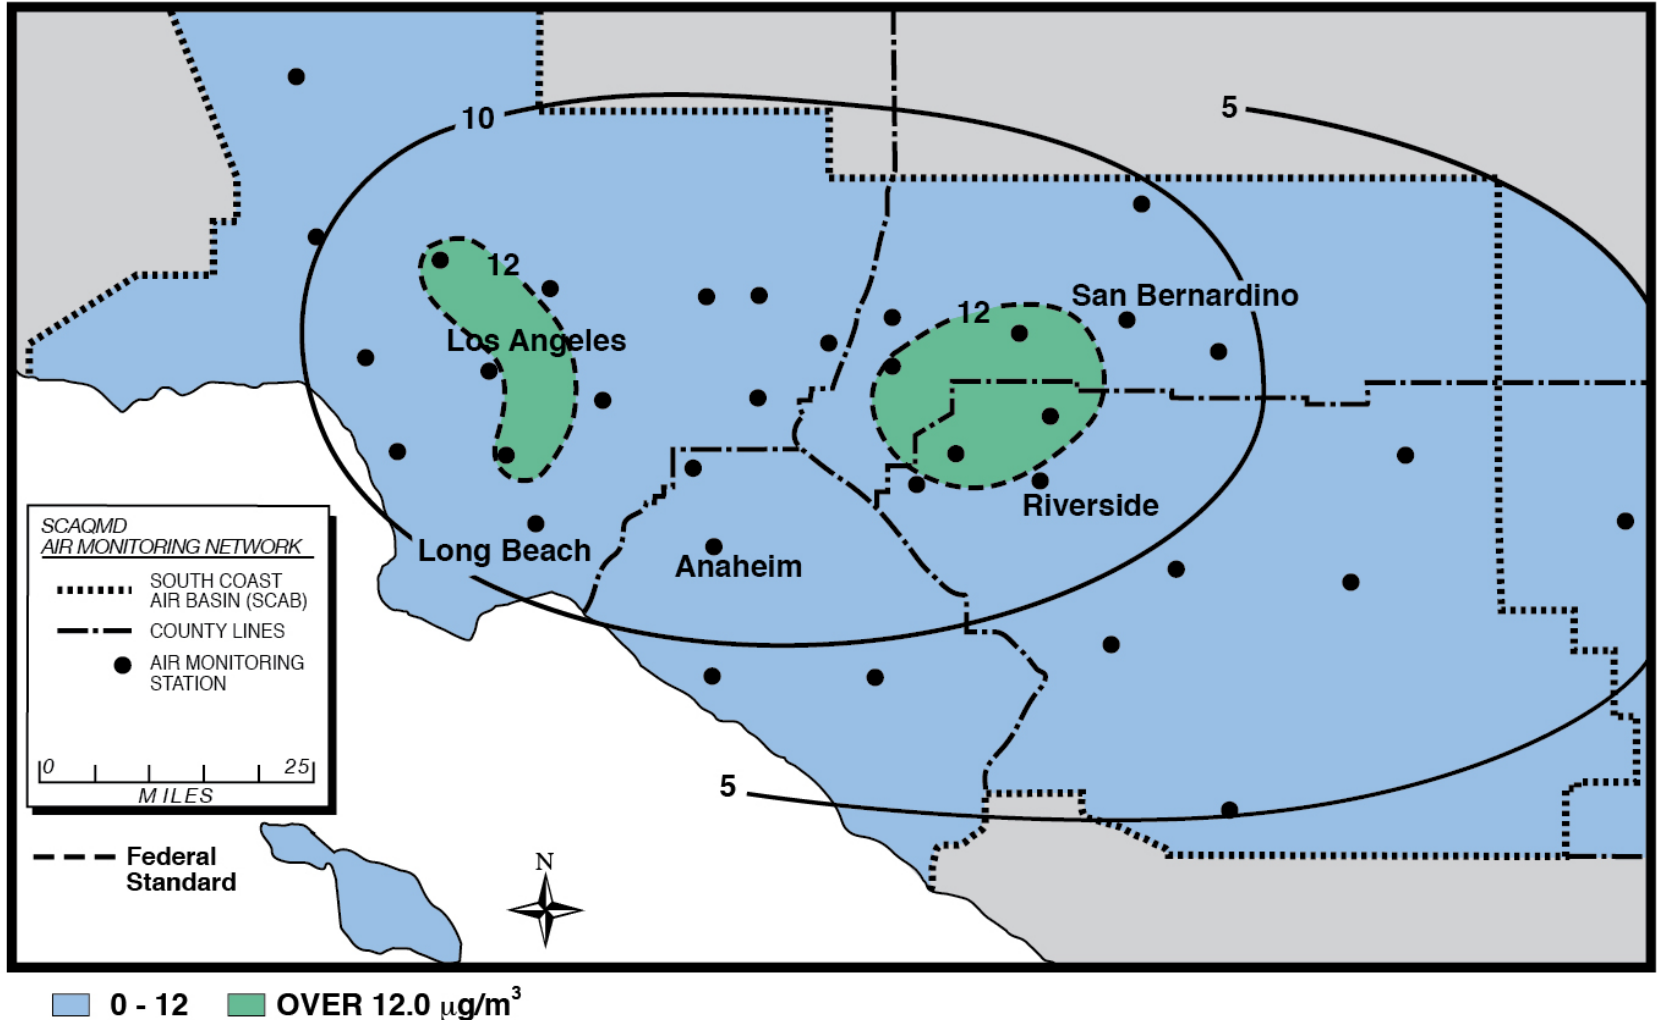 10
5
12
12
San Bernardino
Los Angeles
Riverside
Long Beach
Anaheim
5
SCAQMD
AIR MONITORING NETWORK
SOUTH COAST
AIR BASIN (SCAB)
COUNTY LINES
AIR MONITORING
STATION
0 25
MILES
Federal
Standard
N
0 - 12 OVER 12.0 µg/m³